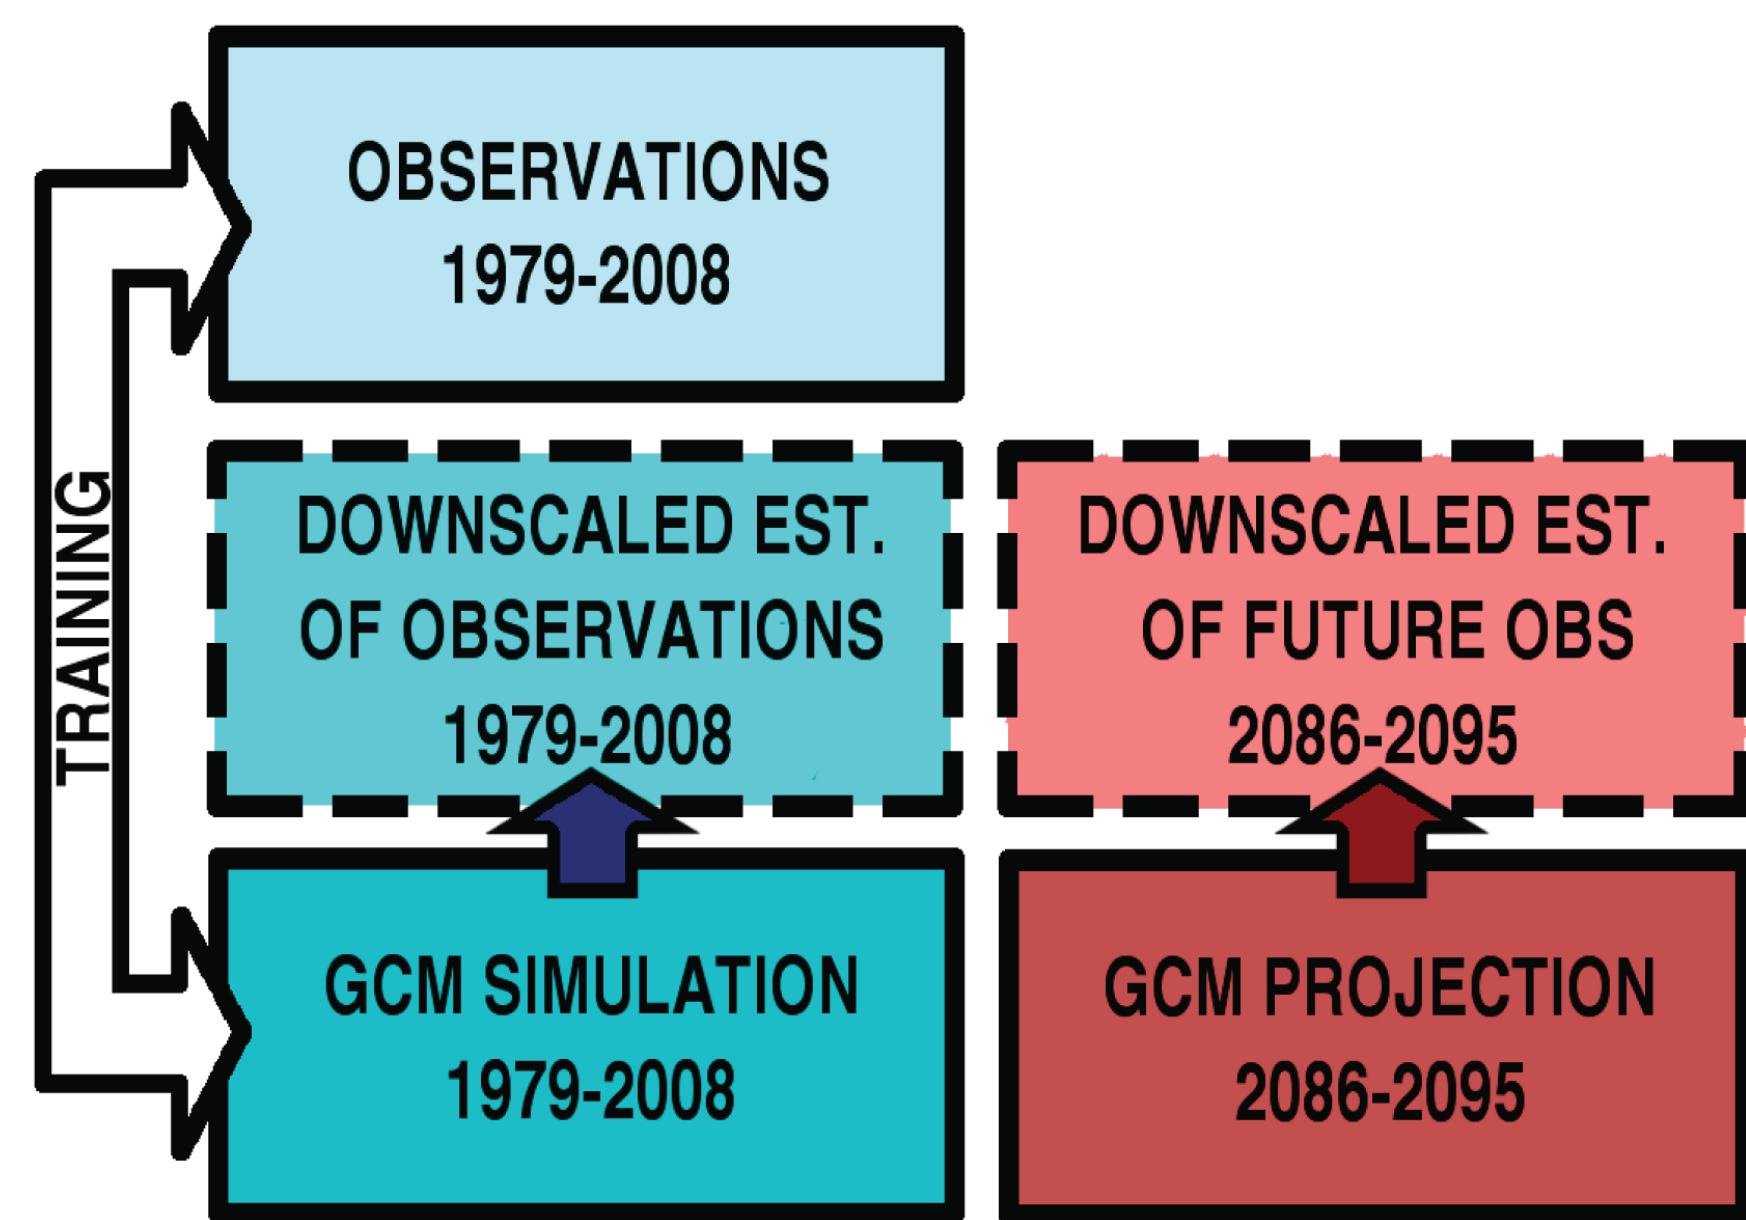 OBSERVATIONS
1979-2008
TRAINING
DOWNSCALED EST.
OF OBSERVATIONS
1979-2008
DOWNSCALED EST.
OF FUTURE OBS
2086-2095
GCM SIMULATION
1979-2008
GCM PROJECTION
2086-2095